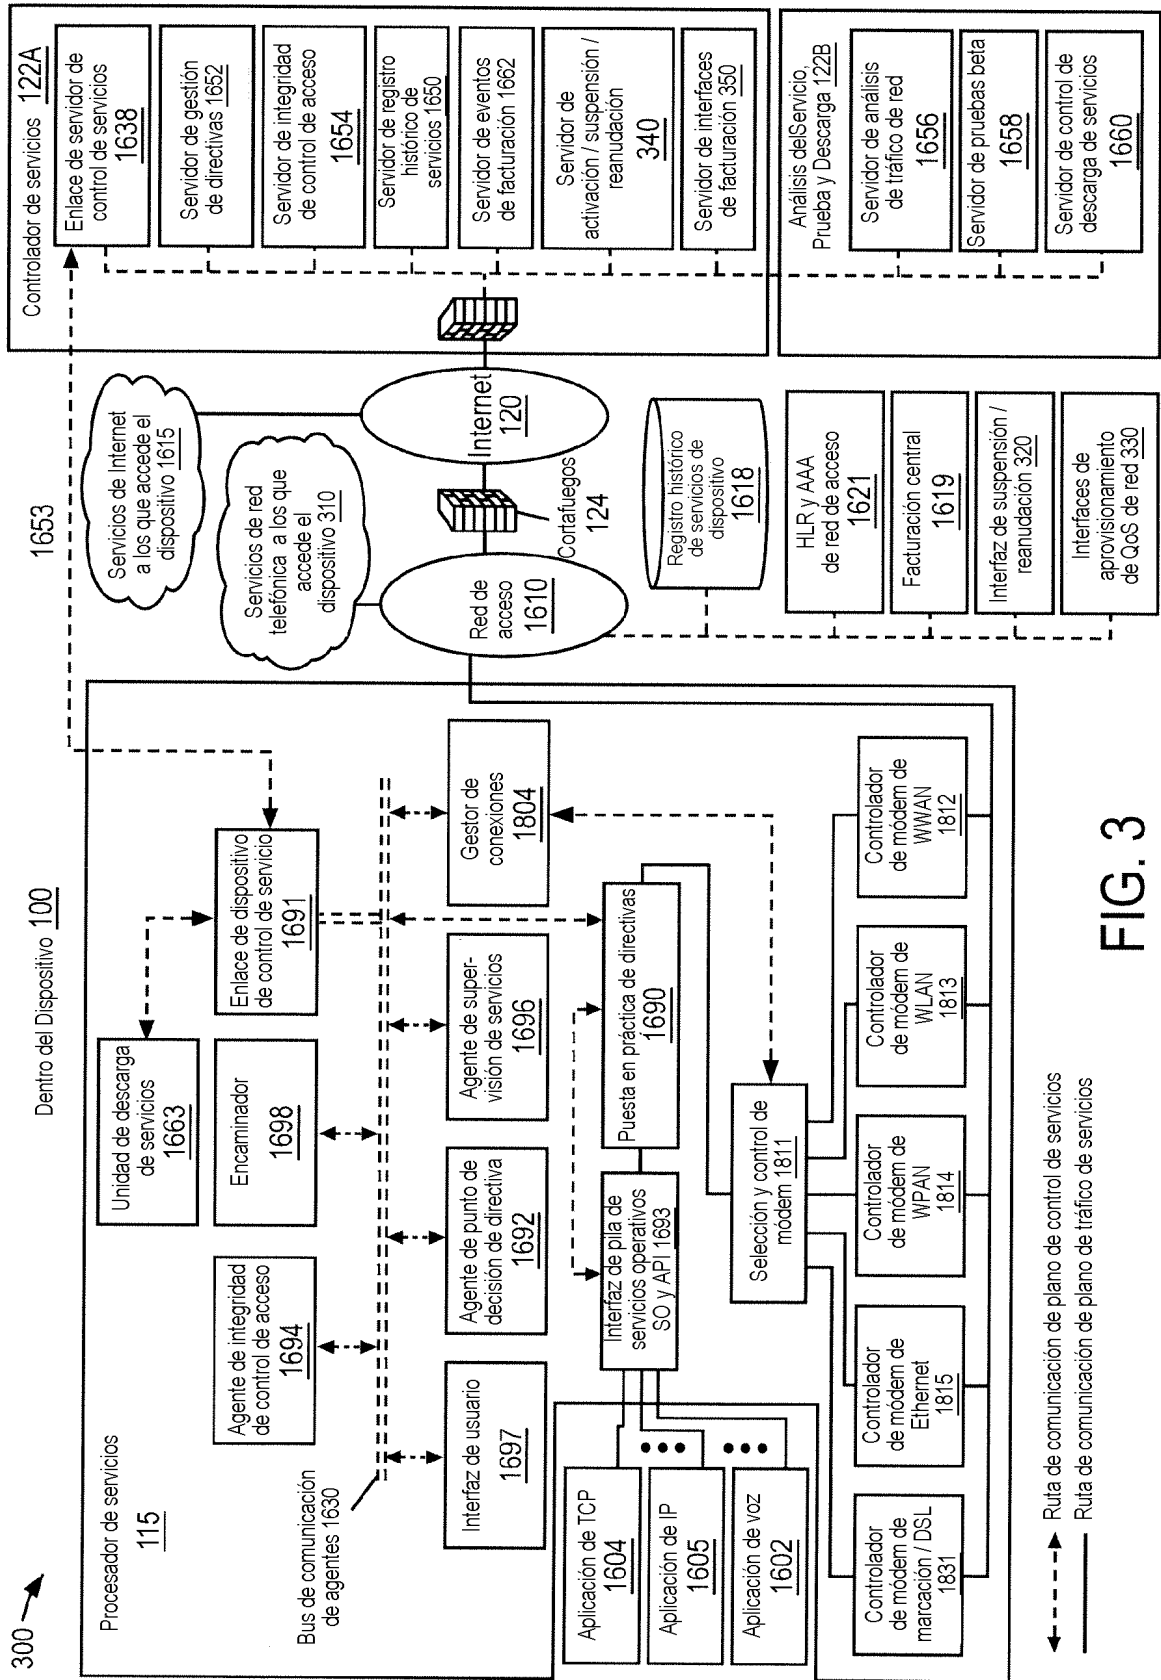 300
Dentro del Dispositivo 100
Procesador de servicios
115
Unidad de descarga
de servicios
1663
Agente de integridad
de control de acceso
1694
Encaminador
1698
Enlace de dispositivo
de control de servicio
1691
Bus de comunicación
de agentes 1630
Interfaz de usuario
1697
Agente de punto de
decisión de directiva
1692
Agente de super-
visión de servicios
1696
Gestor de
conexiones
1804
Aplicación de TCP
1604
Aplicación de IP
1605
Aplicación de voz
1602
Interfaz de pila de
servicios operativos
SO y API 1693
Puesta en práctica de directivas
1690
Selección y control de
módem 1811
Controlador
de módem de
marcación / DSL
1831
Controlador
de módem de
Ethernet
1815
Controlador
de módem de
WPAN
1814
Controlador
de módem de
WLAN
1813
Controlador
de módem de
WWAN
1812
1653
Servicios de Internet
a los que accede el
dispositivo 1615
Servicios de red
telefónica a los que
accede el
dispositivo 310
Red de
acceso
1610
Internet
120
Cortafuegos
124
Registro histórico
de servicios de
dispositivo
1618
HLR y AAA
de red de acceso
1621
Facturación central
1619
Interfaz de suspensión /
reanudación 320
Interfaces de
aprovisionamiento
de QoS de red 330
Controlador de servicios 122A
Enlace de servidor de
control de servicios
1638
Servidor de gestión
de directivas 1652
Servidor de integridad
de control de acceso
1654
Servidor de registro
histórico de
servicios 1650
Servidor de eventos
de facturación 1662
Servidor de
activación / suspensión /
reanudación
340
Servidor de interfaces
de facturación 350
Análisis delServicio,
Prueba y Descarga 122B
Servidor de análisis
de tráfico de red
1656
Servidor de pruebas beta
1658
Servidor de control de
descarga de servicios
1660
Ruta de comunicación de plano de control de servicios
Ruta de comunicación de plano de tráfico de servicios
FIG. 3